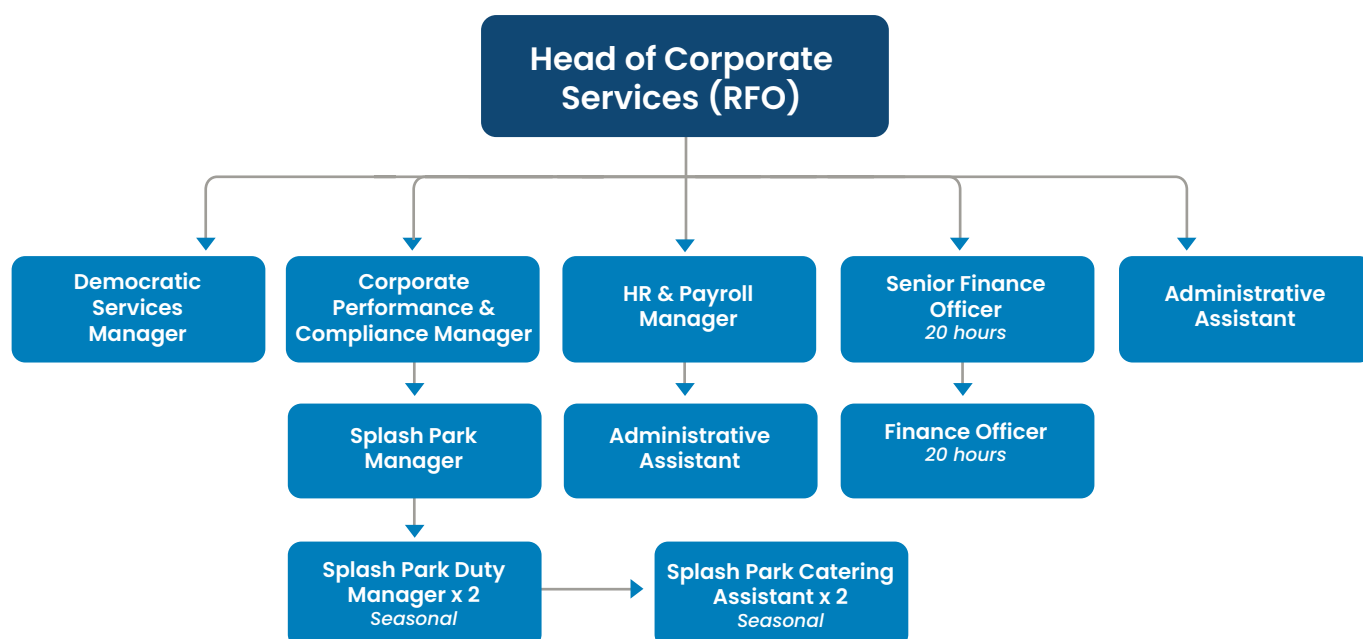 Head of Corporate
Services (RFO)
Democratic
Services
Manager
Corporate
Performance &
Compliance Manager
HR & Payroll
Manager
Senior Finance
Officer
20 hours
Administrative
Assistant
Splash Park
Manager
Administrative
Assistant
Finance Officer
20 hours
Splash Park Duty
Manager x 2
Seasonal
Splash Park Catering
Assistant x 2
Seasonal